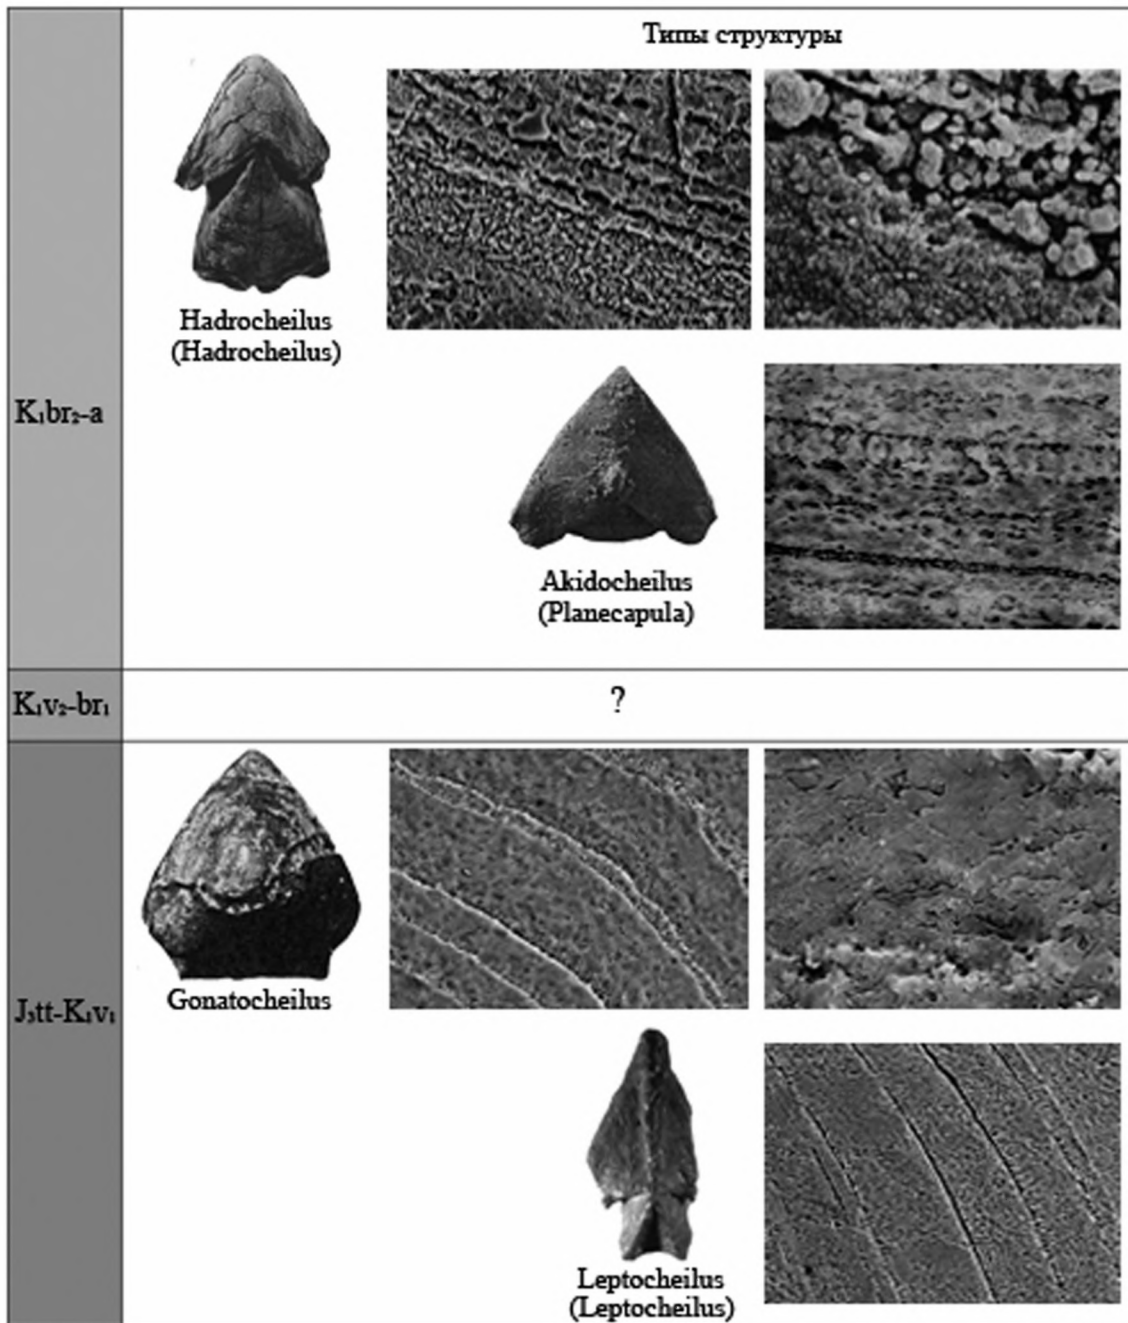 Типы структуры
Hadrocheilus
(Hadrocheilus)
K₁br₂-a
Akidocheilus
(Planecapula)
K₁v₂-br₁
?
Gonatocheilus
J₃tt-K₁v₁
Leptocheilus
(Leptocheilus)